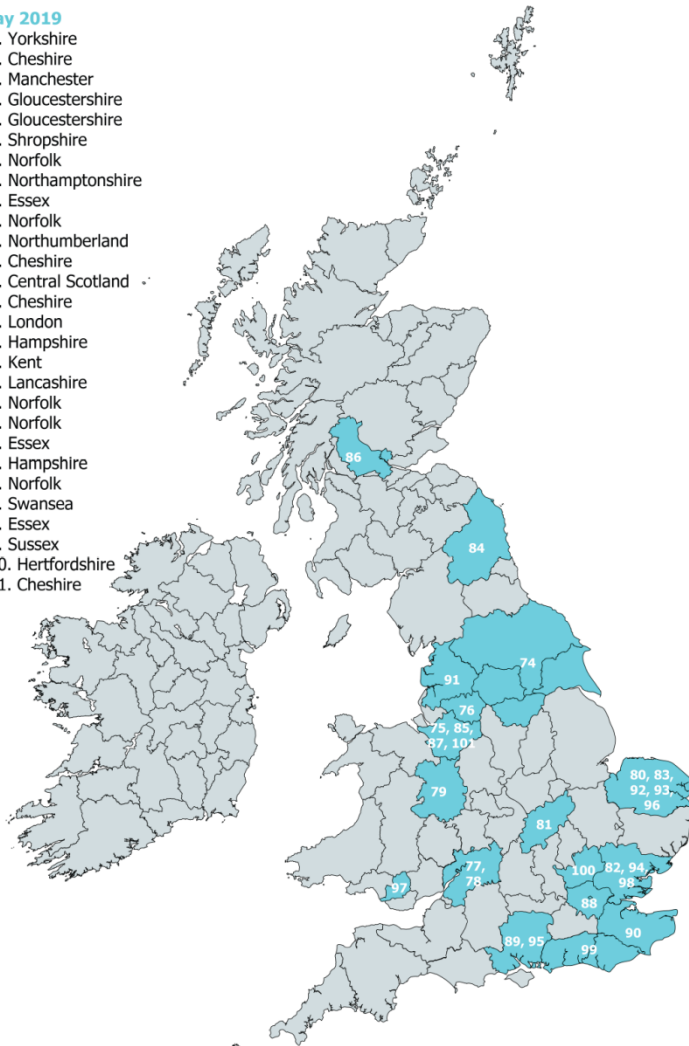 ny 2019
. Yorkshire
. Cheshire
. Manchester
. Gloucestershire
. Gloucestershire
. Shropshire
. Norfolk
. Northamptonshire
. Essex
. Norfolk
. Northumberland
. Cheshire
. Central Scotland
. Cheshire
. London
. Hampshire
. Kent
. Lancashire
. Norfolk
. Norfolk
. Essex
. Hampshire
. Norfolk
. Swansea
. Essex
. Sussex
0. Hertfordshire
1. Cheshire
86
84
74
91
76
75, 85,
87, 101
79
80, 83,
92, 93,
96
81
77,
78
97
100
82, 94,
98
88
90
89, 95
99